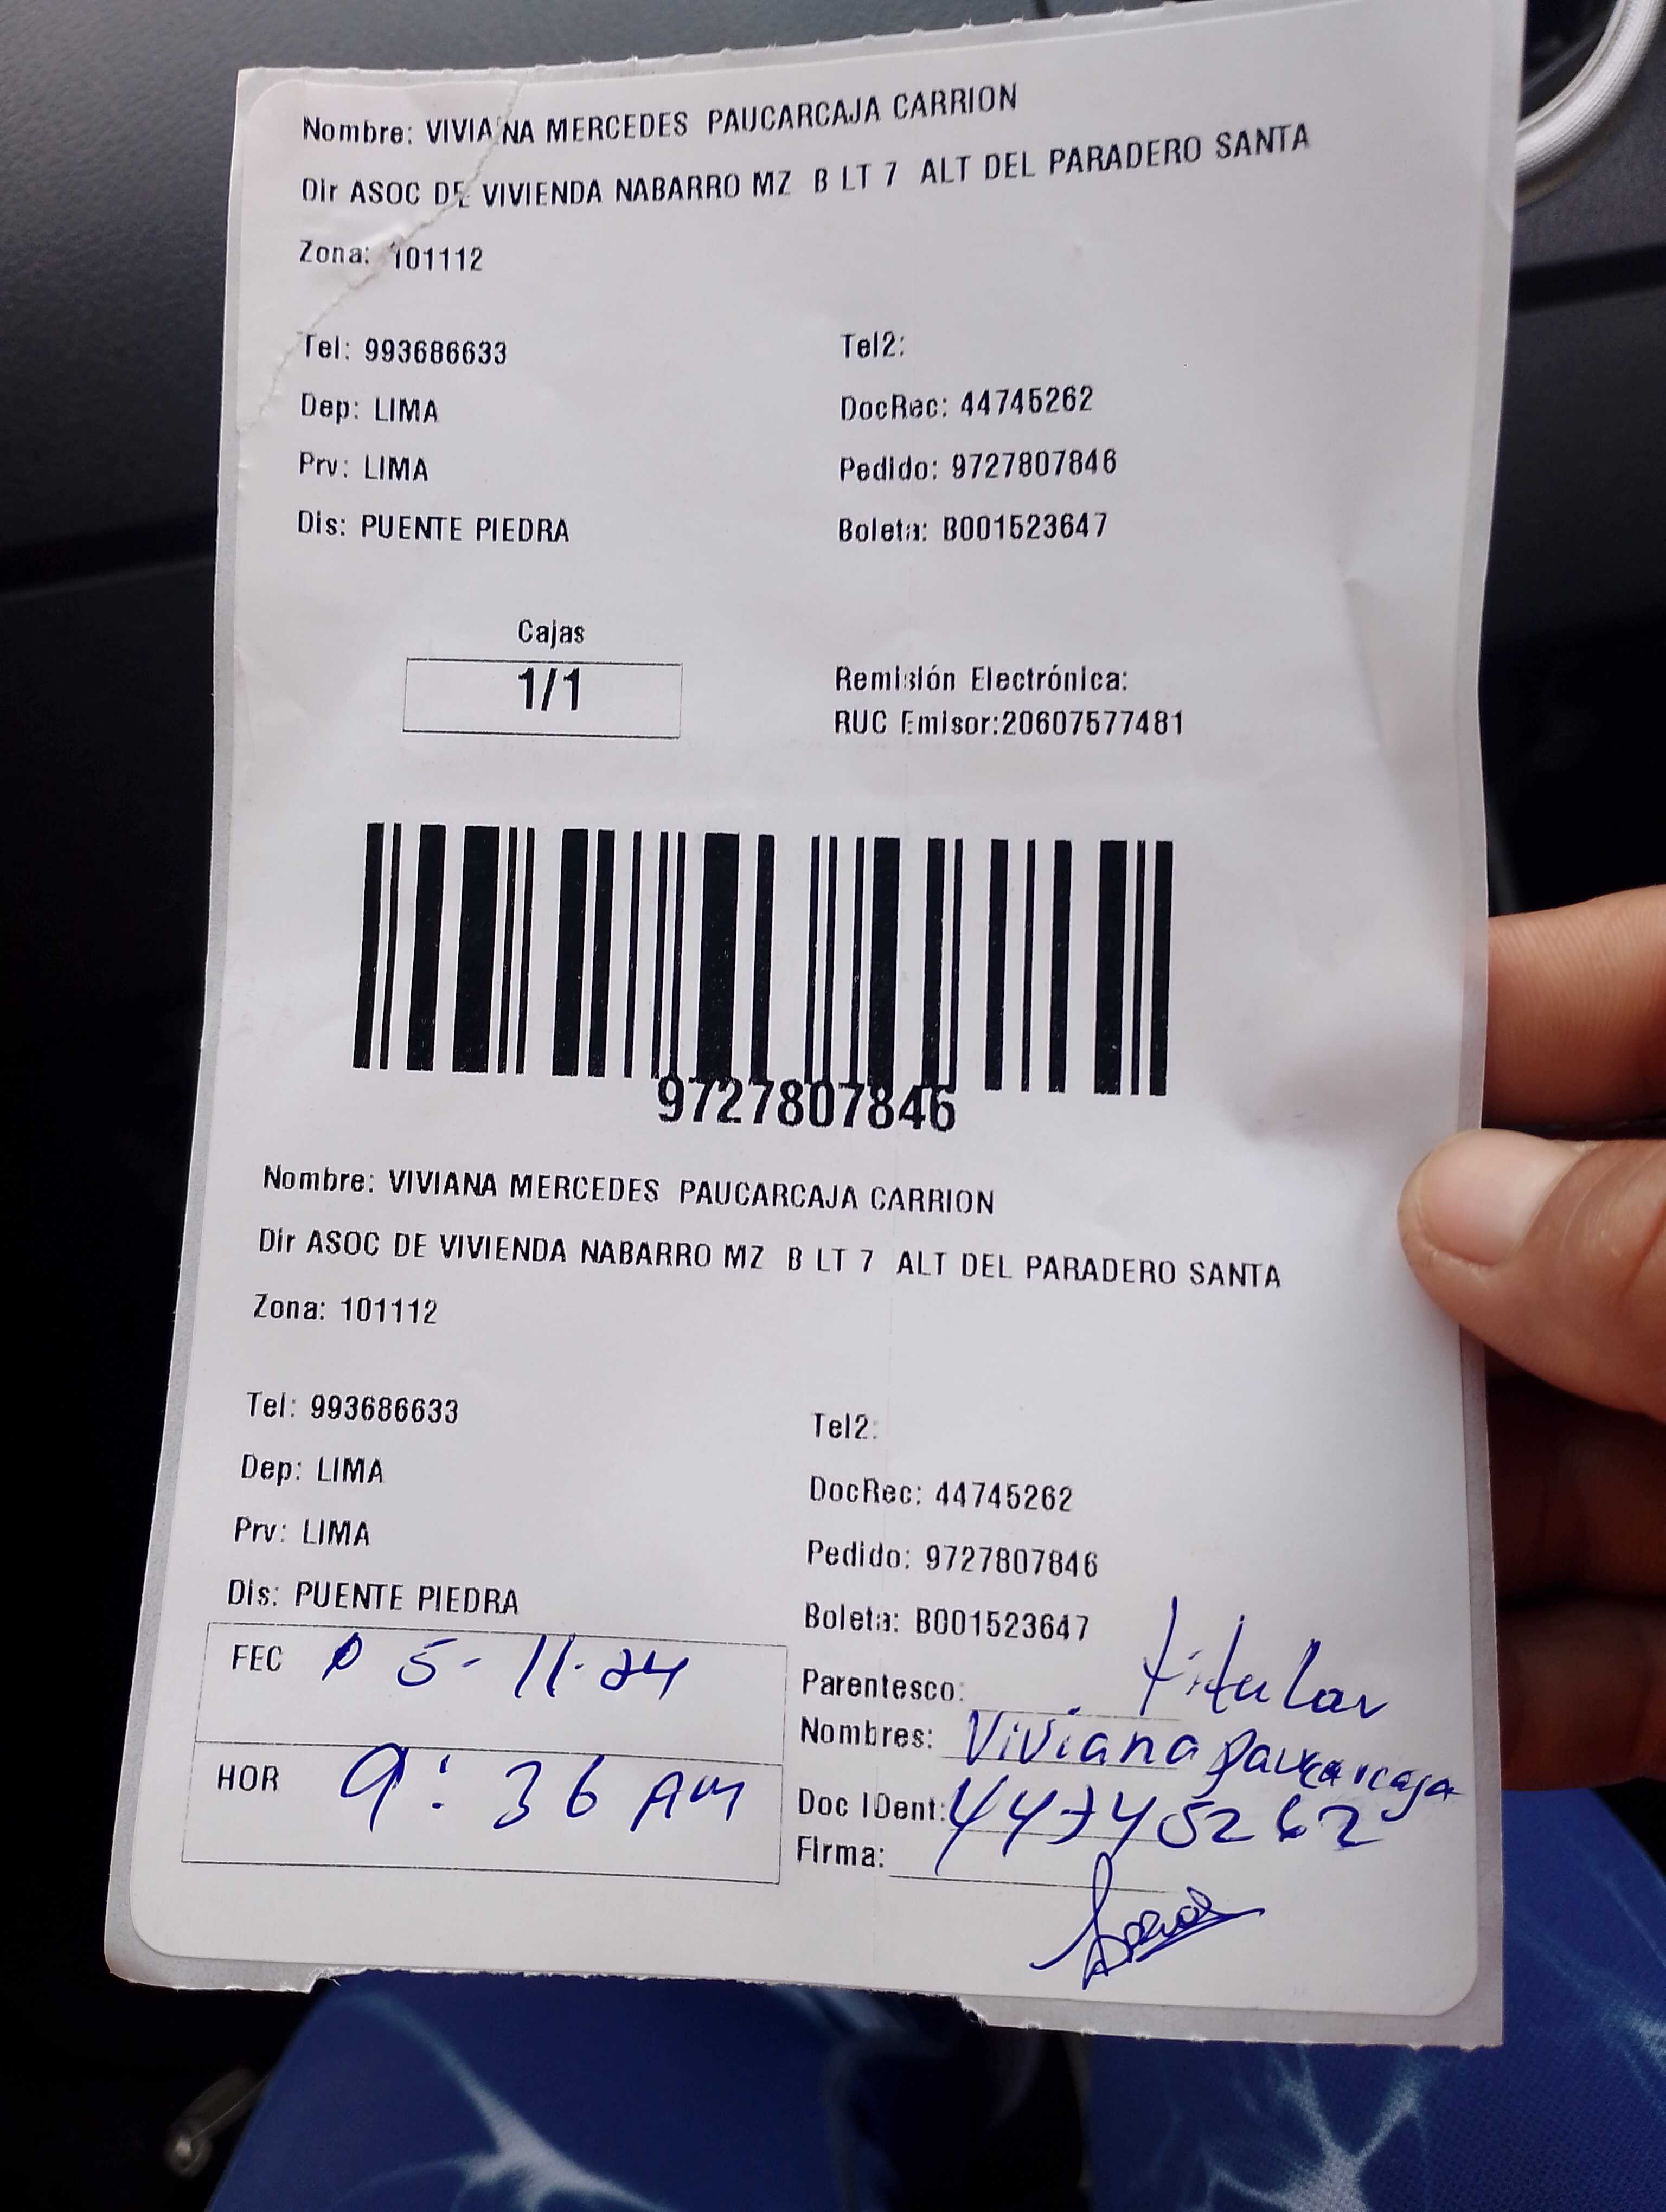 Nombre: VIVIANA MERCEDES PAUCARCAJA CARRION
Dir ASOC DE VIVIENDA NABARRO MZ B LT 7 ALT DEL PARADERO SANTA
Zona: 101112
Tel: 993686633 Tel2:
Dep: LIMA DocRec: 44745262
Prv: LIMA Pedido: 9727807846
Dis: PUENTE PIEDRA Boleta: B001523647
Cajas
1/1
Remisión Electrónica:
RUC Emisor:20607577481
9727807846
Nombre: VIVIANA MERCEDES PAUCARCAJA CARRION
Dir ASOC DE VIVIENDA NABARRO MZ B LT 7 ALT DEL PARADERO SANTA
Zona: 101112
Tel: 993686633 Tel2:
Dep: LIMA DocRec: 44745262
Prv: LIMA Pedido: 9727807846
Dis: PUENTE PIEDRA Boleta: B001523647
FEC 05-11-24
HOR 9:36 AM
Parentesco: titular
Nombres: Viviana paucarcaja
Doc IDent: 44745262
Firma: